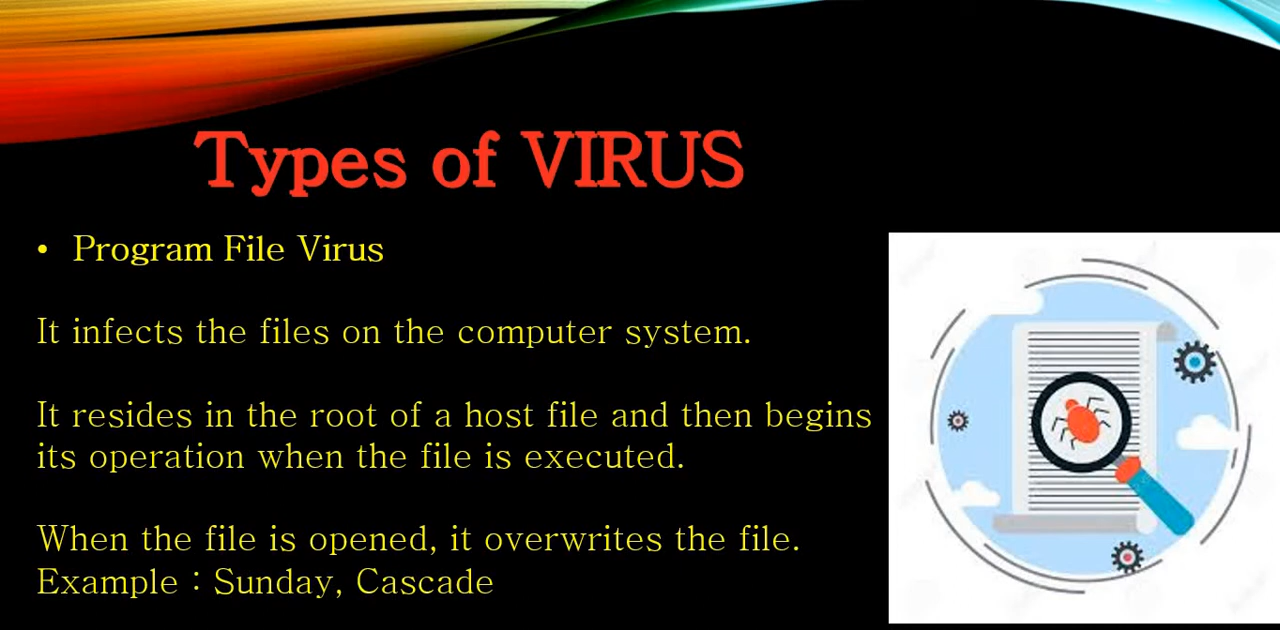 Types of VIRUS
• Program File Virus
It infects the files on the computer system.
It resides in the root of a host file and then begins
its operation when the file is executed.
When the file is opened, it overwrites the file.
Example : Sunday, Cascade